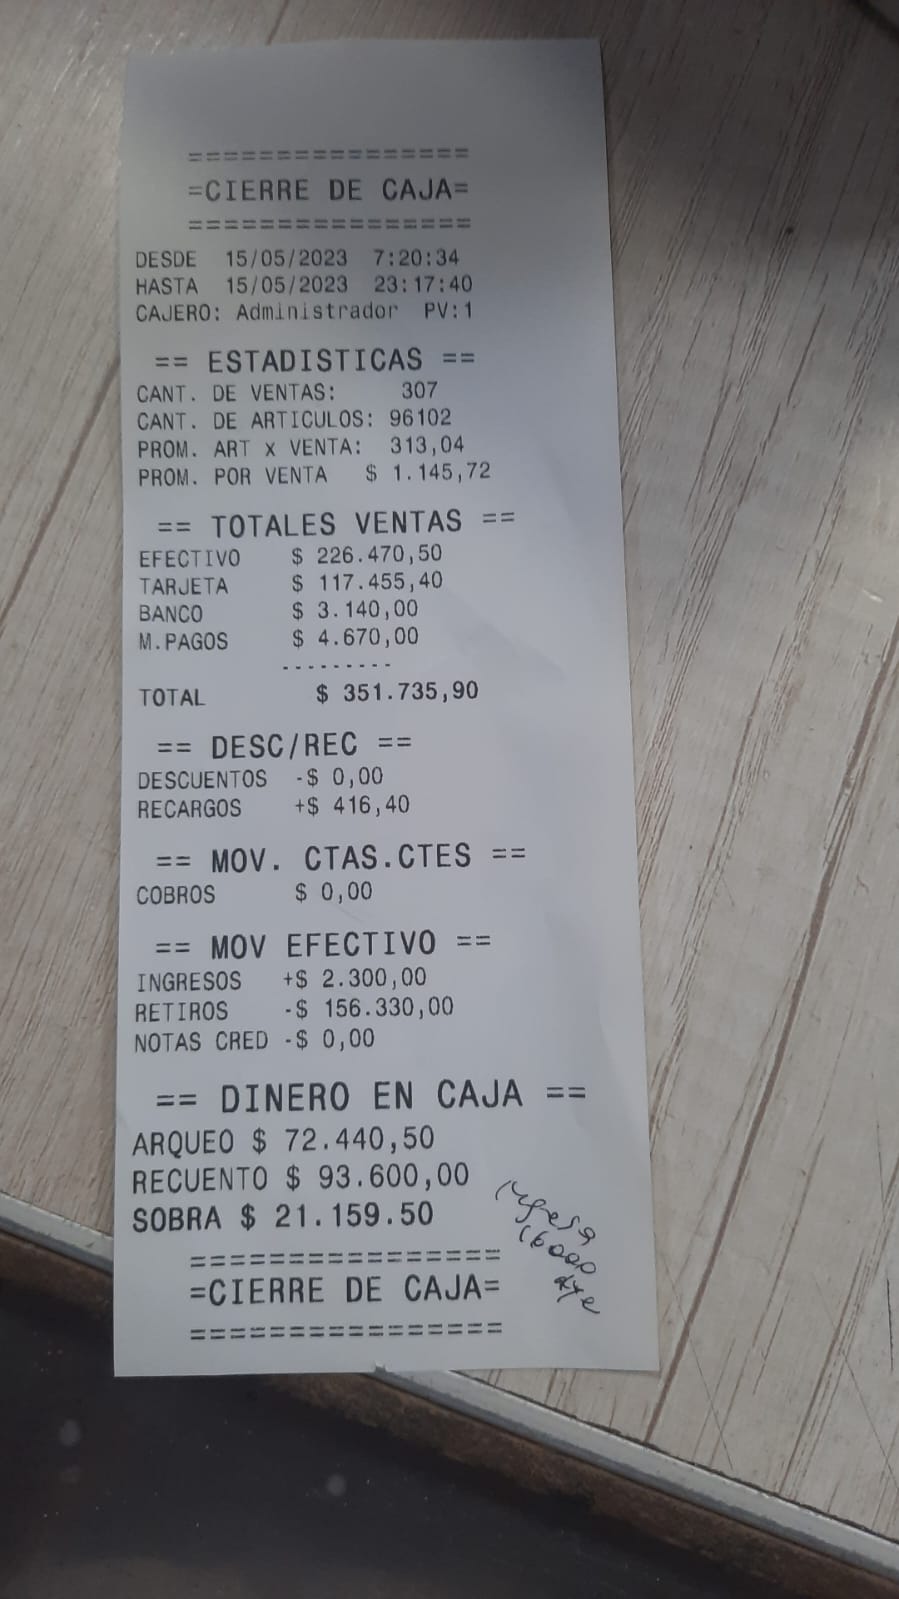 ================
=CIERRE DE CAJA=
================
DESDE 15/05/2023 7:20:34
HASTA 15/05/2023 23:17:40
CAJERO: Administrador PV:1
== ESTADISTICAS ==
CANT. DE VENTAS: 307
CANT. DE ARTICULOS: 96102
PROM. ART x VENTA: 313,04
PROM. POR VENTA $ 1.145,72
== TOTALES VENTAS ==
EFECTIVO $ 226.470,50
TARJETA $ 117.455,40
BANCO $ 3.140,00
M.PAGOS $ 4.670,00
---------
TOTAL $ 351.735,90
== DESC/REC ==
DESCUENTOS -$ 0,00
RECARGOS +$ 416,40
== MOV. CTAS.CTES ==
COBROS $ 0,00
== MOV EFECTIVO ==
INGRESOS +$ 2.300,00
RETIROS -$ 156.330,00
NOTAS CRED -$ 0,00
== DINERO EN CAJA ==
ARQUEO $ 72.440,50
RECUENTO $ 93.600,00
SOBRA $ 21.159.50
================
=CIERRE DE CAJA=
================